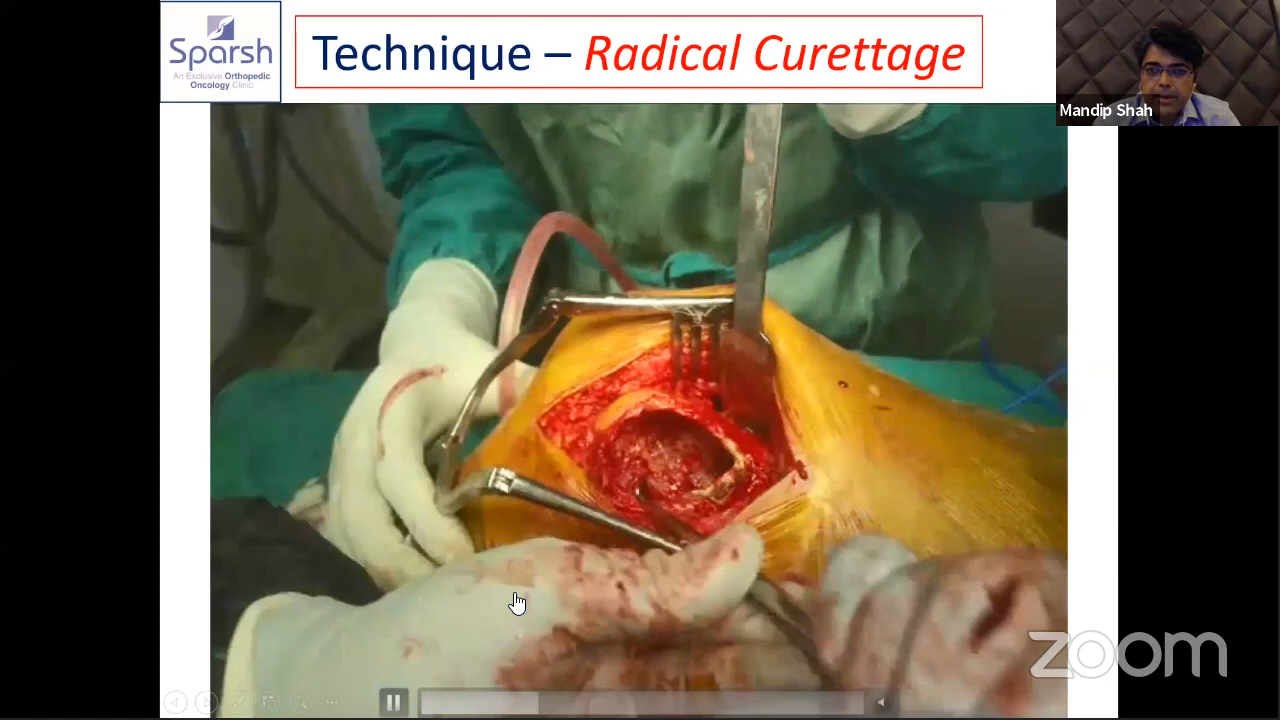 Sparsh
An Exclusive Orthopedic
Oncology Clinic
Technique – Radical Curettage
Mandip Shah
zoom